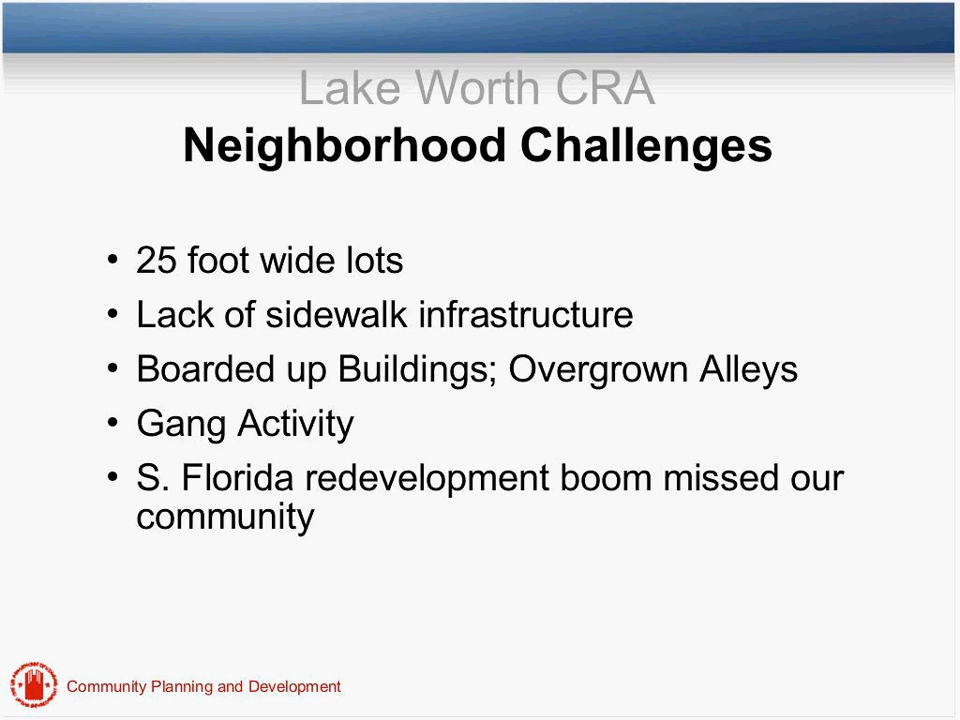 Lake Worth CRA
Neighborhood Challenges
• 25 foot wide lots
• Lack of sidewalk infrastructure
• Boarded up Buildings; Overgrown Alleys
• Gang Activity
• S. Florida redevelopment boom missed our
community
Community Planning and Development